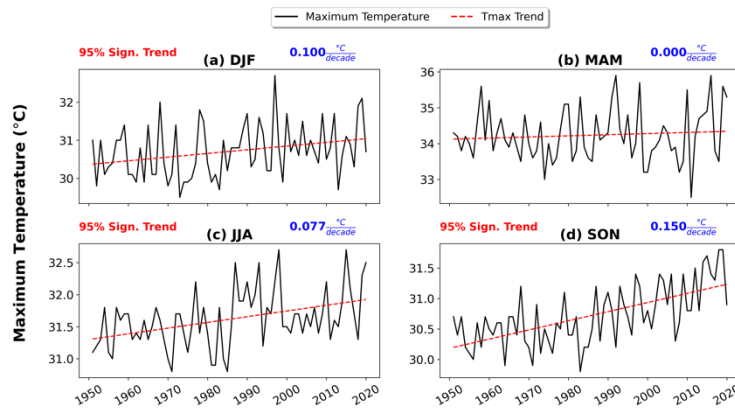 Maximum Temperature Tmax Trend
95% Sign. Trend (a) DJF 0.100 °C/decade
(b) MAM 0.000 °C/decade
32
31
30
36
35
34
33
Maximum Temperature (°C)
95% Sign. Trend (c) JJA 0.077 °C/decade
95% Sign. Trend (d) SON 0.150 °C/decade
32.5
32.0
31.5
31.0
31.5
31.0
30.5
30.0
1950 1960 1970 1980 1990 2000 2010 2020
1950 1960 1970 1980 1990 2000 2010 2020